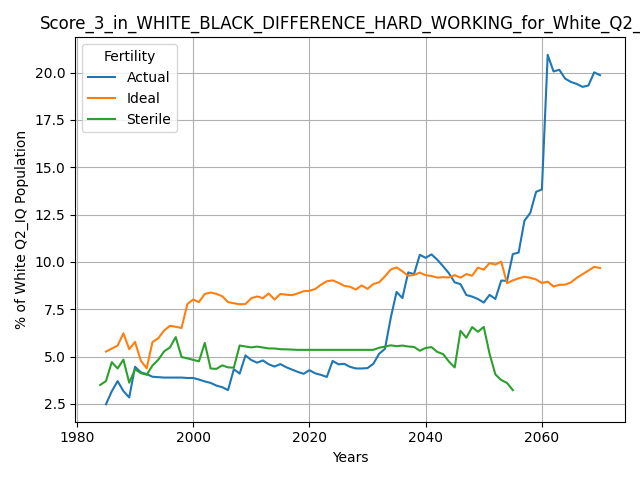 Score_3_in_WHITE_BLACK_DIFFERENCE_HARD_WORKING_for_White_Q2_
Fertility
Actual
Ideal
Sterile
% of White Q2_IQ Population
20.0
17.5
15.0
12.5
10.0
7.5
5.0
2.5
1980
2000
2020
2040
2060
Years